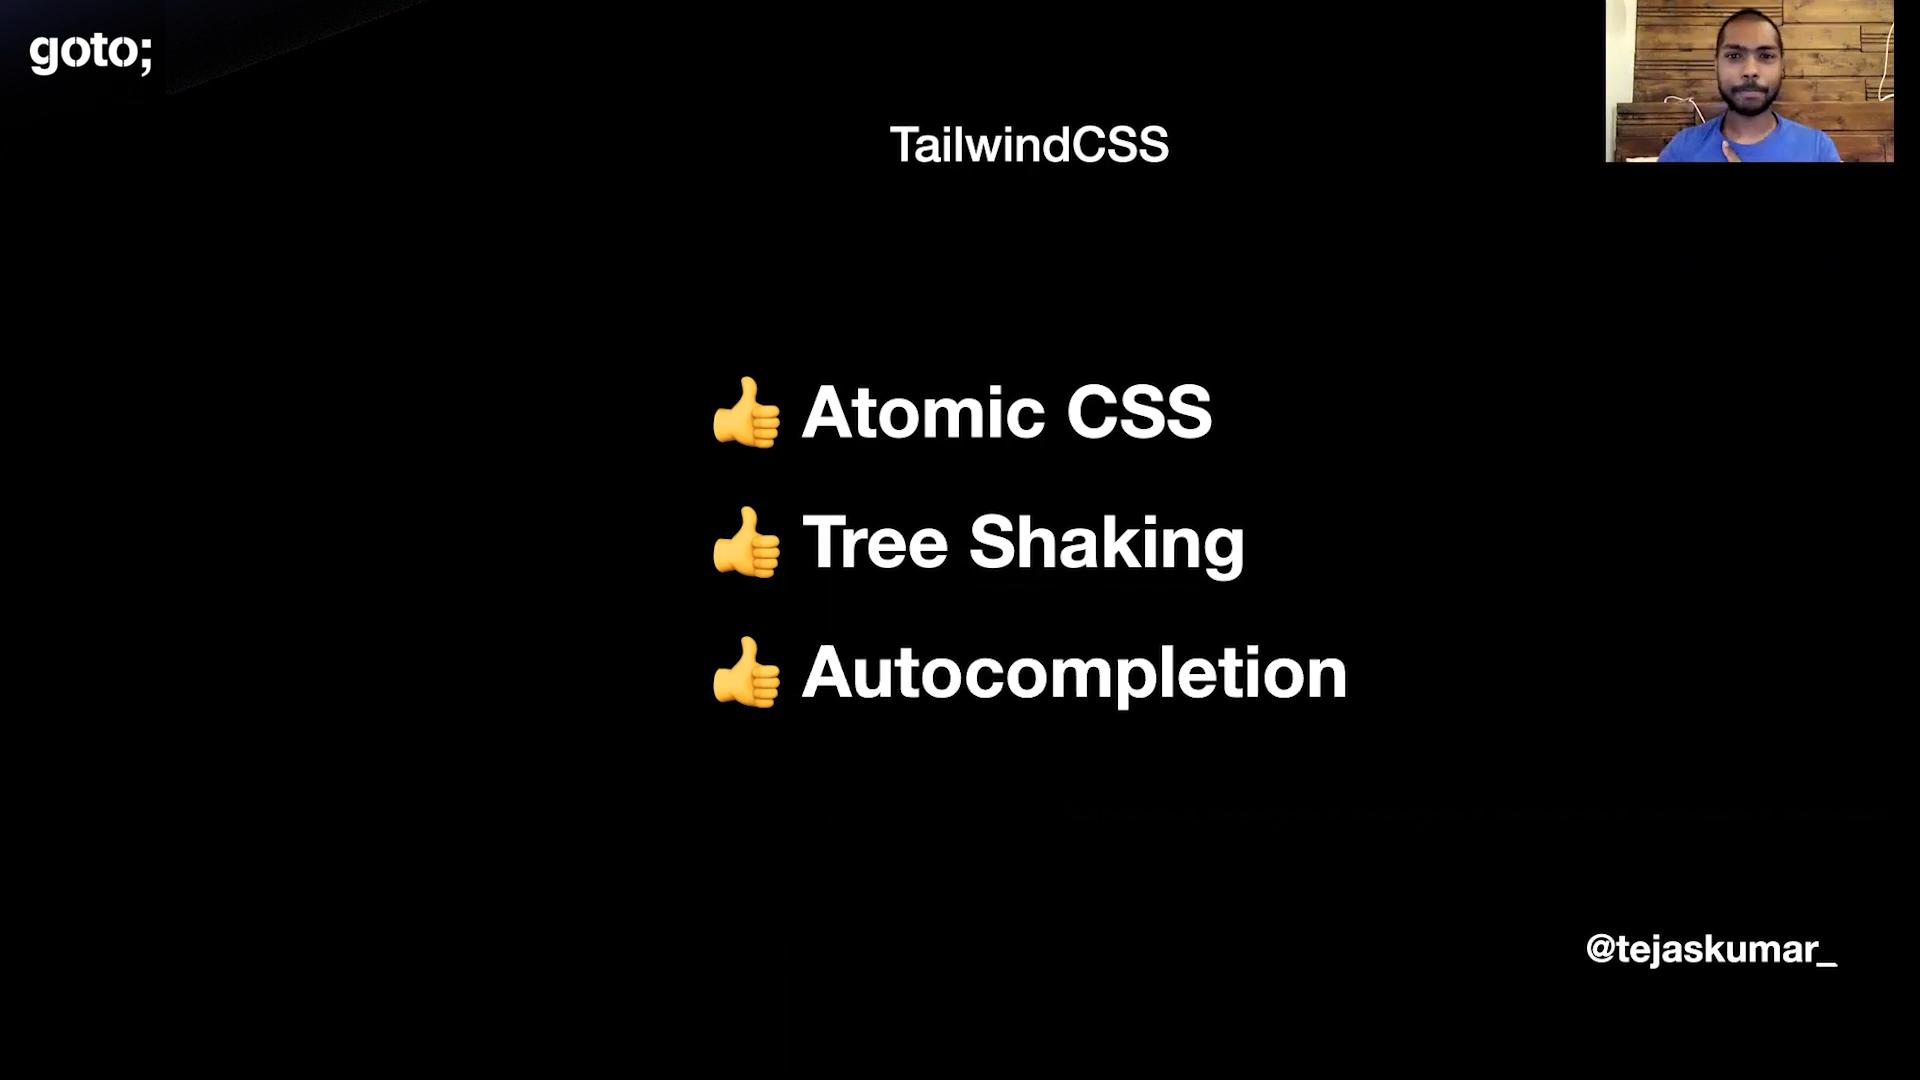 goto;
TailwindCSS
👍 Atomic CSS
👍 Tree Shaking
👍 Autocompletion
@tejaskumar_